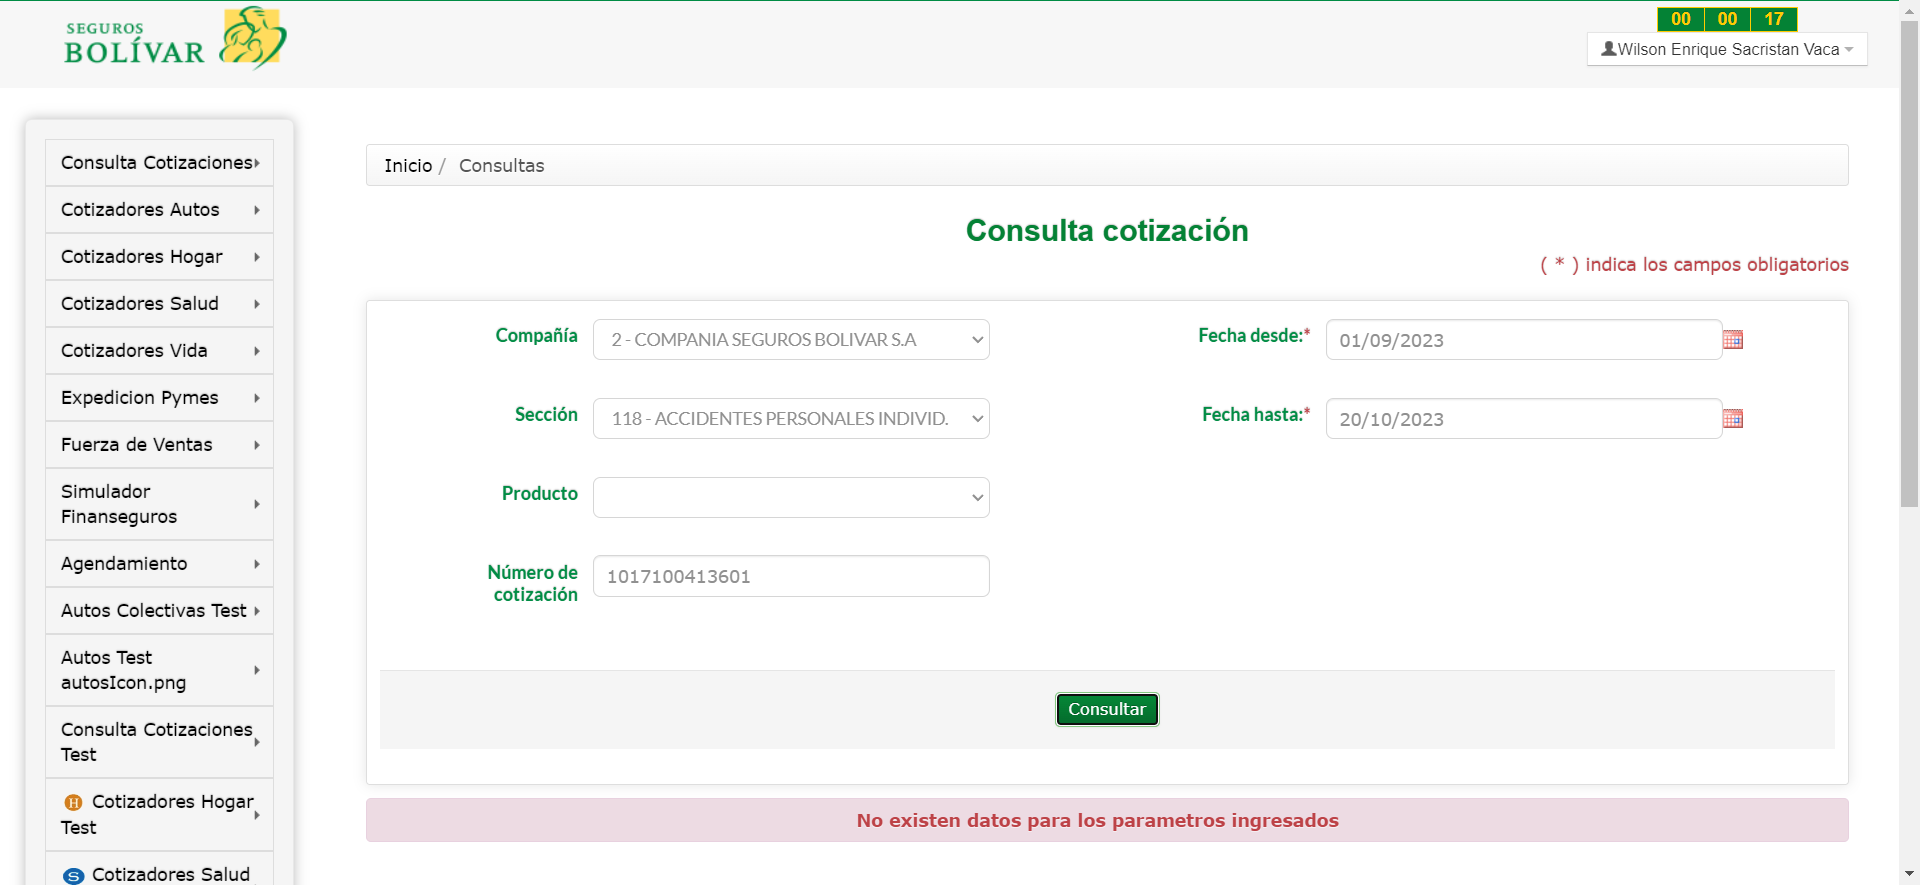 SEGUROS
BOLÍVAR
00 00 17
Wilson Enrique Sacristan Vaca
Consulta Cotizaciones
Cotizadores Autos
Cotizadores Hogar
Cotizadores Salud
Cotizadores Vida
Expedicion Pymes
Fuerza de Ventas
Simulador
Finanseguros
Agendamiento
Autos Colectivas Test
Autos Test
autosIcon.png
Consulta Cotizaciones
Test
H Cotizadores Hogar
Test
S Cotizadores Salud
Inicio / Consultas
Consulta cotización
( * ) indica los campos obligatorios
Compañía 2 - COMPANIA SEGUROS BOLIVAR S.A Fecha desde:* 01/09/2023
Sección 118 - ACCIDENTES PERSONALES INDIVID. Fecha hasta:* 20/10/2023
Producto
Número de
cotización
1017100413601
Consultar
No existen datos para los parametros ingresados